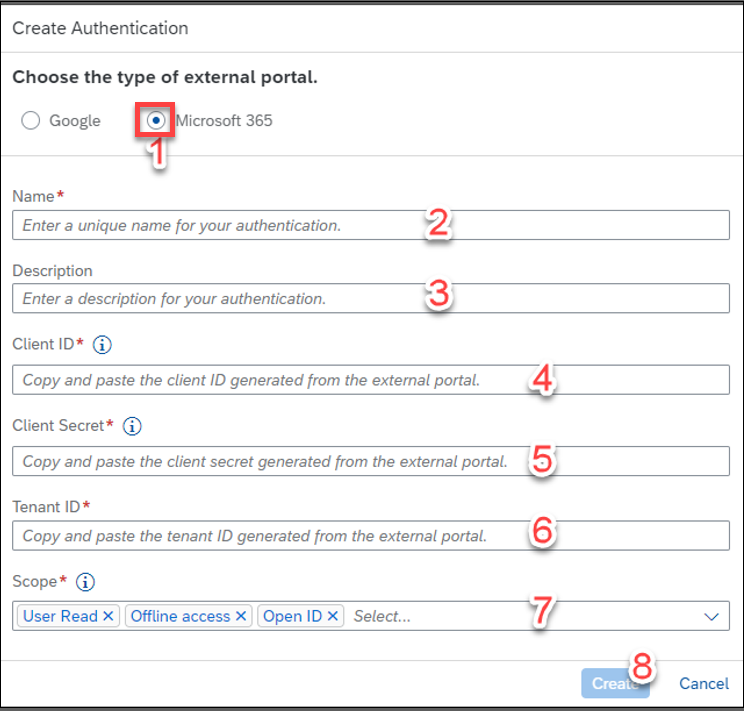 Create Authentication
Choose the type of external portal.
Google
Microsoft 365
1
Name*
Enter a unique name for your authentication.
2
Description
Enter a description for your authentication.
3
Client ID*
Copy and paste the client ID generated from the external portal.
4
Client Secret*
Copy and paste the client secret generated from the external portal.
5
Tenant ID*
Copy and paste the tenant ID generated from the external portal.
6
Scope*
User Read
Offline access
Open ID
Select...
7
Create
8
Cancel